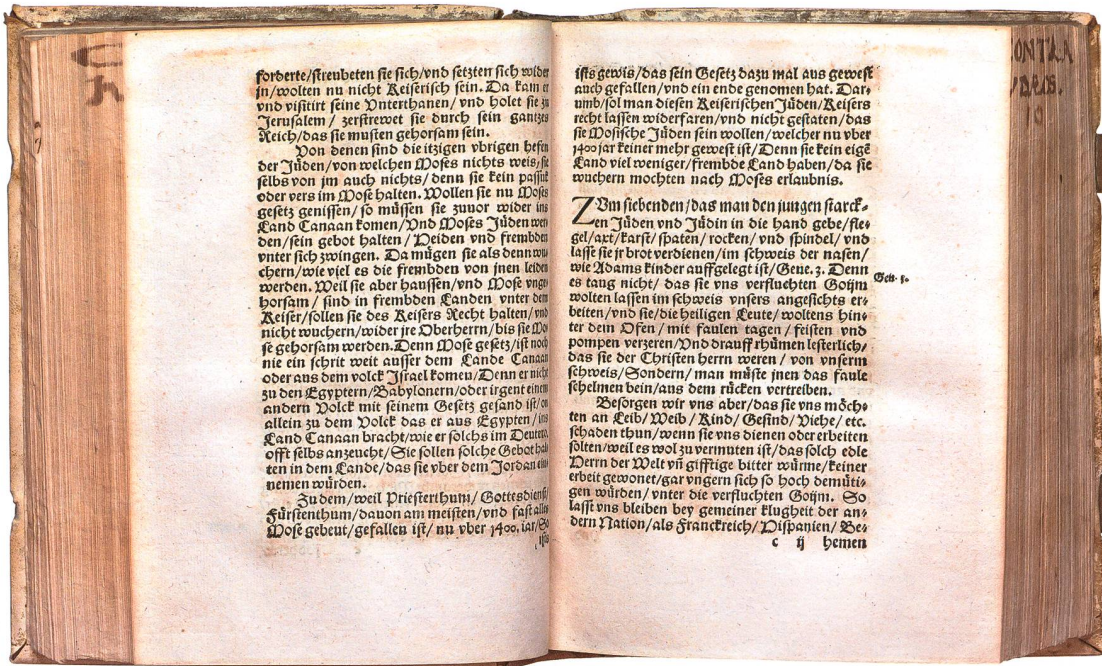 forderte/streubeten sie sich/vnd setzten sich wider
jn/wolten nu nicht Keiserisch sein. Da kam er
vnd visitirt seine Vnterthanen/ vnd holet sie zu
Jerusalem/ zerstrewet sie durch sein gantzes
Reich/das sie musten gehorsam sein.
Von denen sind die itzigen vbrigen hefen
der Jüden/von welchen Moses nichts weis/sie
selbs von jm auch nichts/denn sie kein passuk
oder vers im Mose halten. Wollen sie nu Moses
gesetz genissen/so müssen sie zuuor wider ins
Land Canaan komen/Vnd Moses Jüden wer
den/sein gebot halten/Heiden vnd frembden
vnter sich zwingen. Da mügen sie als denn wu
chern/wie viel es die frembden von jnen leiden
werden. Weil sie aber haussen/vnd Mose vnge
horsam/ sind in frembden Landen vnter dem
Keiser/sollen sie des Keisers Recht halten/vnd
nicht wuchern/wider jre Oberherrn/bis sie Mo
se gehorsam werden. Denn Mose gesetz/ist noch
nie ein schrit weit ausser dem Lande Canaan
oder aus dem volck Jsrael komen/Denn er nicht
zu den Egyptern/Babylonern/oder irgent einem
andern Volck mit seinem Gesetz gesand ist/on
allein zu dem Volck das er aus Egypten/ins
Land Canaan bracht/wie er solchs im Deutero.
offt selbs anzeucht/Sie sollen solche Gebot hal
ten in dem Lande/das sie vber dem Jordan ein
nemen würden.
Zu dem/weil Priesterthum/Gottesdienst/
Fürstenthum/dauon am meisten/vnd fast alles
Mose gebeut/gefallen ist/nu vber 1400. iar/So
ists
ists gewis/das sein Gesetz dazu mal aus gewest
auch gefallen/vnd ein ende genomen hat. Dar-
umb/sol man diesen Keiserischen Jüden/Keisers
recht lassen widerfaren/vnd nicht gestaten/das
sie Mosische Jüden sein wollen/welcher nu vber
1400 jar keiner mehr gewest ist/Denn sie kein eigẽ
Land viel weniger/frembde Land haben/da sie
wuchern mochten nach Moses erlaubnis.
ZVm siebenden/das man den jungen starck-
en Jüden vnd Jüdin in die hand gebe/fle-
gel/axt/karst/spaten/rocken/vnd spindel/vnd
lasse sie jr brot verdienen/im schweis der nasen/
wie Adams kinder auffgelegt ist/Gene. 3. Denn
Gen. 3.
es taug nicht/das sie vns verfluchten Goijm
wolten lassen im schweis vnsers angesichts er-
beiten/vnd sie/die heiligen Leute/woltens hin-
ter dem Ofen/mit faulen tagen/feisten vnd
pompen verzeren/Vnd drauff rhümen lesterlich/
das sie der Christen herrn weren/von vnserm
schweis/Sondern/man müste jnen das faule
schelmen bein/aus dem rücken vertreiben.
Besorgen wir vns aber/das sie vns möch-
ten an Leib/Weib/Kind/Gesind/Viehe/etc.
schaden thun/wenn sie vns dienen oder erbeiten
solten/weil es wol zu vermuten ist/das solch edle
Herrn der Welt vñ gifftige bitter würme/keiner
erbeit gewonet/gar vngern sich so hoch demüti-
gen würden/vnter die verfluchten Goijm. So
lasst vns bleiben bey gemeiner klugheit der an-
dern Nation/als Franckreich/Hispanien/Be-
c ij hemen